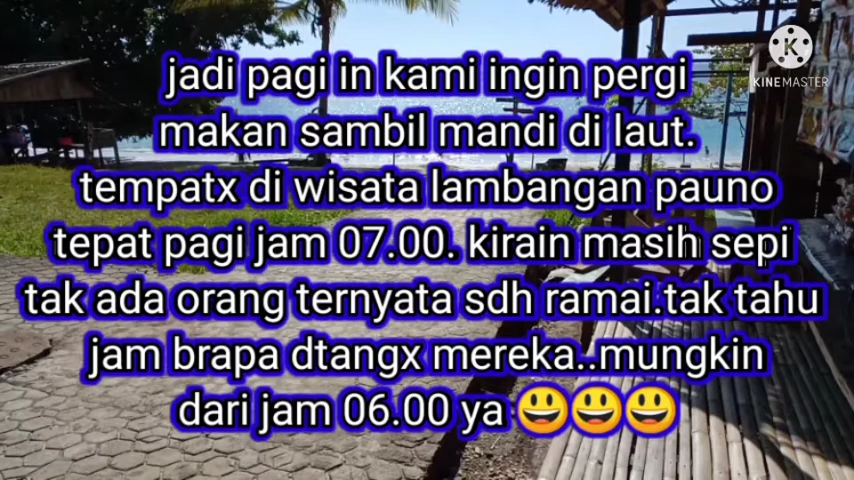 jadi pagi in kami ingin pergi
makan sambil mandi di laut.
tempatx di wisata lambangan pauno
tepat pagi jam 07.00. kirain masih sepi
tak ada orang ternyata sdh ramai.tak tahu
jam brapa dtangx mereka..mungkin
dari jam 06.00 ya 😃😃😃
K
KINEMASTER